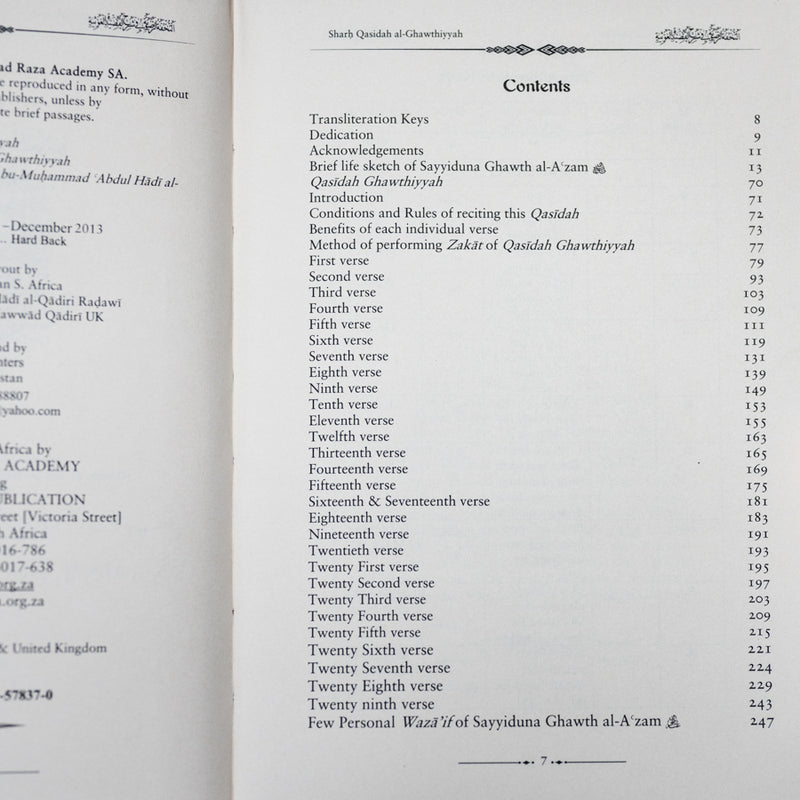 ad Raza Academy SA.
e reproduced in any form, without
blishers, unless by
te brief passages.
yah
Ghawthiyyah
bu-Muḥammad ʿAbdul Hādī al-
–December 2013
.. Hard Back
out by
n S. Africa
Hādī al-Qādiri Raḍawī
awwād Qādirī UK
d by
ters
stan
88807
yahoo.com
Africa by
ACADEMY
g
UBLICATION
eet [Victoria Street]
h Africa
016-786
017-638
org.za
.org.za
& United Kingdom
-57837-0
Sharḥ Qasidah al-Ghawthiyyah
Contents
Transliteration Keys 8
Dedication 9
Acknowledgements 11
Brief life sketch of Sayyiduna Ghawth al-Aʿzam 13
Qasīdah Ghawthiyyah 70
Introduction 71
Conditions and Rules of reciting this Qasīdah 72
Benefits of each individual verse 73
Method of performing Zakāt of Qasīdah Ghawthiyyah 77
First verse 79
Second verse 93
Third verse 103
Fourth verse 109
Fifth verse 111
Sixth verse 119
Seventh verse 131
Eighth verse 139
Ninth verse 149
Tenth verse 153
Eleventh verse 155
Twelfth verse 163
Thirteenth verse 165
Fourteenth verse 169
Fifteenth verse 175
Sixteenth & Seventeenth verse 181
Eighteenth verse 183
Nineteenth verse 191
Twentieth verse 193
Twenty First verse 195
Twenty Second verse 197
Twenty Third verse 203
Twenty Fourth verse 209
Twenty Fifth verse 215
Twenty Sixth verse 221
Twenty Seventh verse 224
Twenty Eighth verse 229
Twenty ninth verse 243
Few Personal Wazā'if of Sayyiduna Ghawth al-Aʿzam 247
7